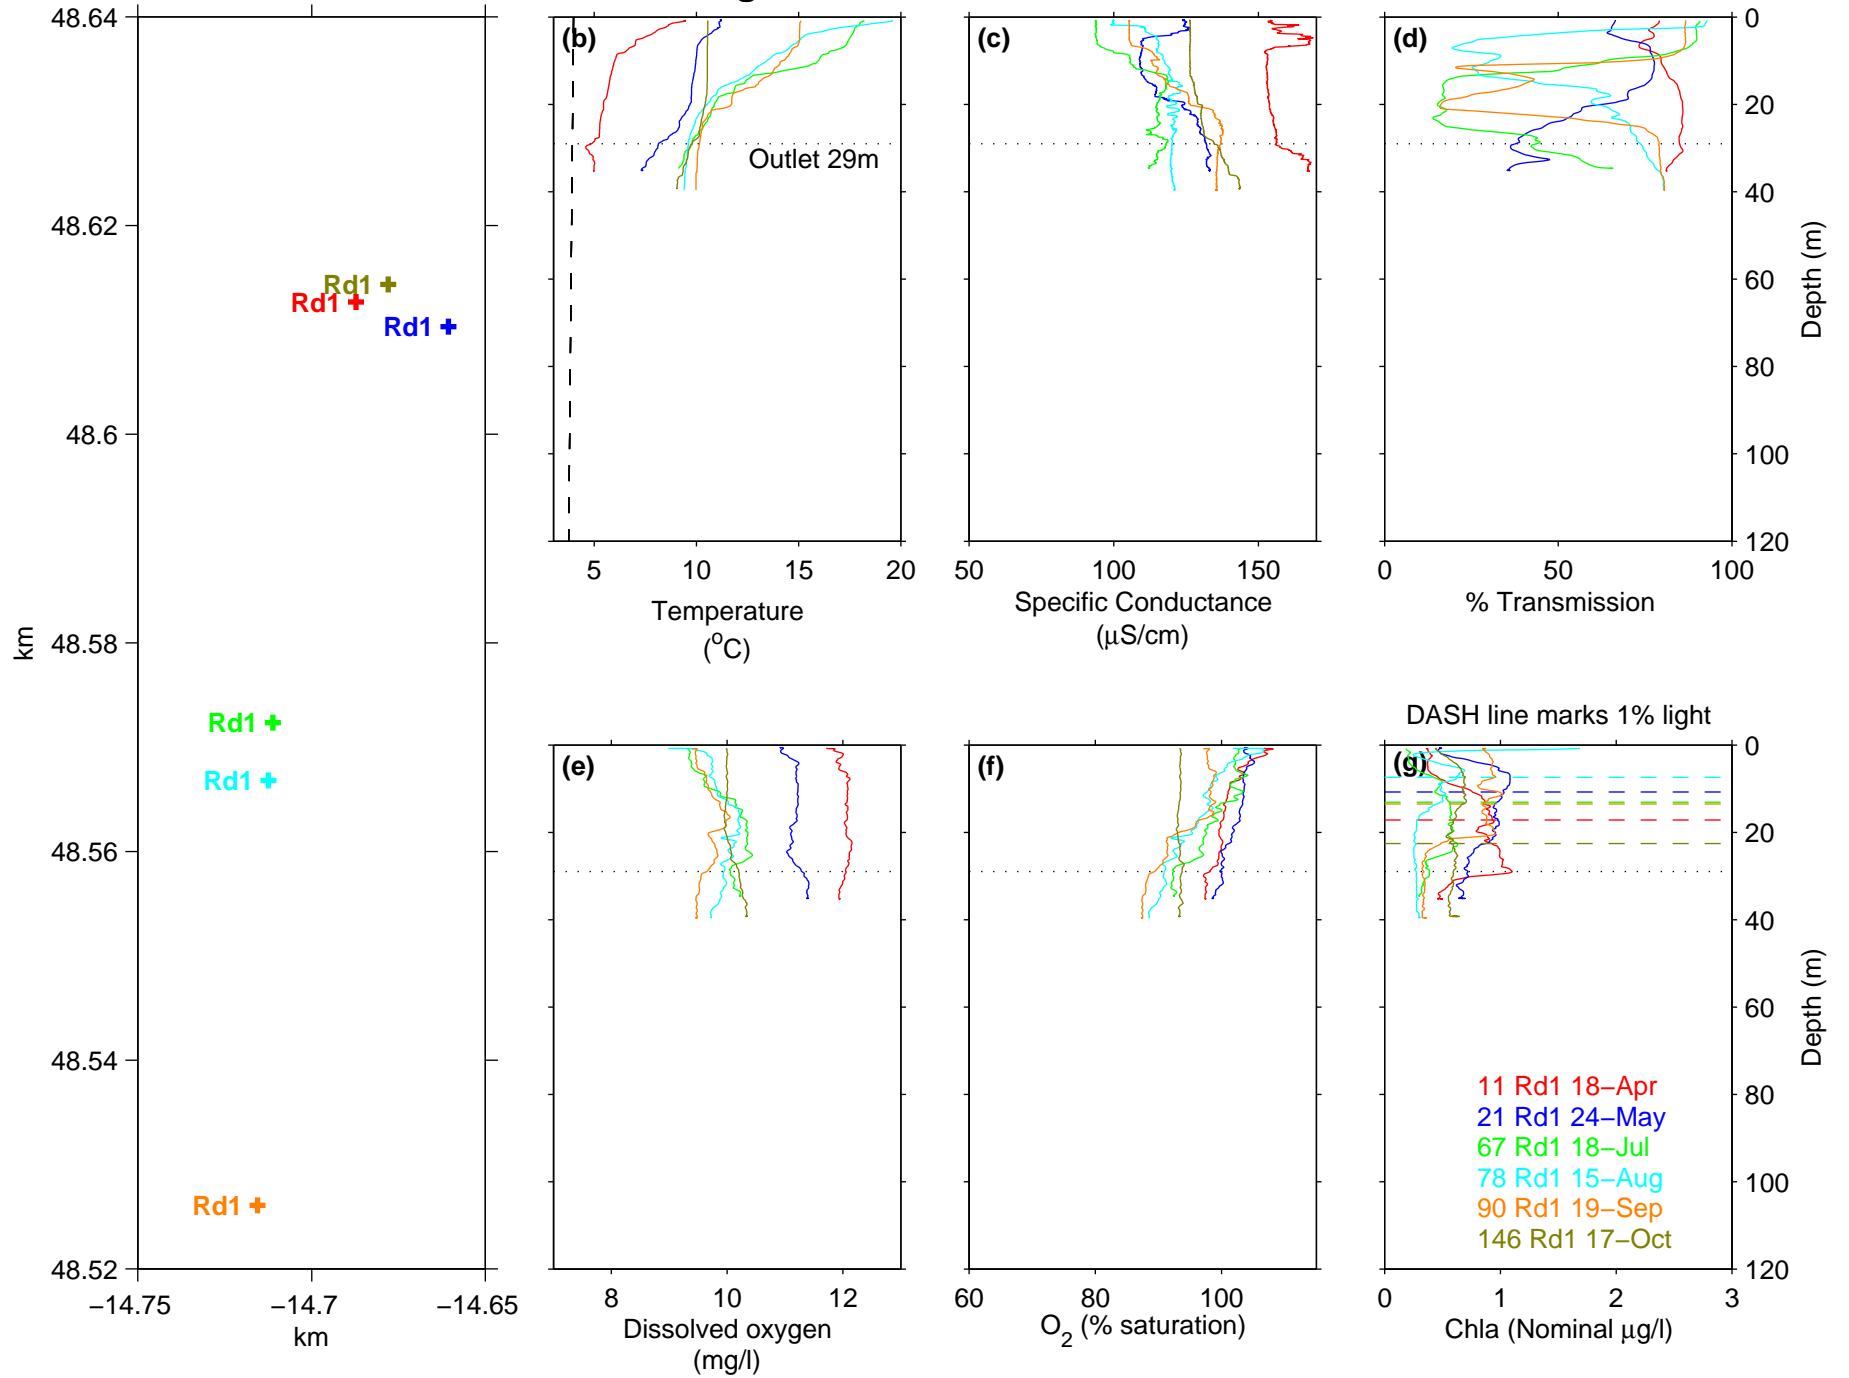 48.64
48.62
48.6
48.58
48.56
48.54
48.52
km
−14.75
−14.7
−14.65
km
Rd1
Rd1
Rd1
Rd1
Rd1
Rd1
(b)
Outlet 29m
5
10
15
20
Temperature
(°C)
(c)
50
100
150
Specific Conductance
(μS/cm)
(d)
0
50
100
% Transmission
0
20
40
60
80
100
120
Depth (m)
(e)
8
10
12
Dissolved oxygen
(mg/l)
(f)
60
80
100
O2 (% saturation)
DASH line marks 1% light
(g)
11 Rd1 18−Apr
21 Rd1 24−May
67 Rd1 18−Jul
78 Rd1 15−Aug
90 Rd1 19−Sep
146 Rd1 17−Oct
0
1
2
3
Chla (Nominal μg/l)
0
20
40
60
80
100
120
Depth (m)